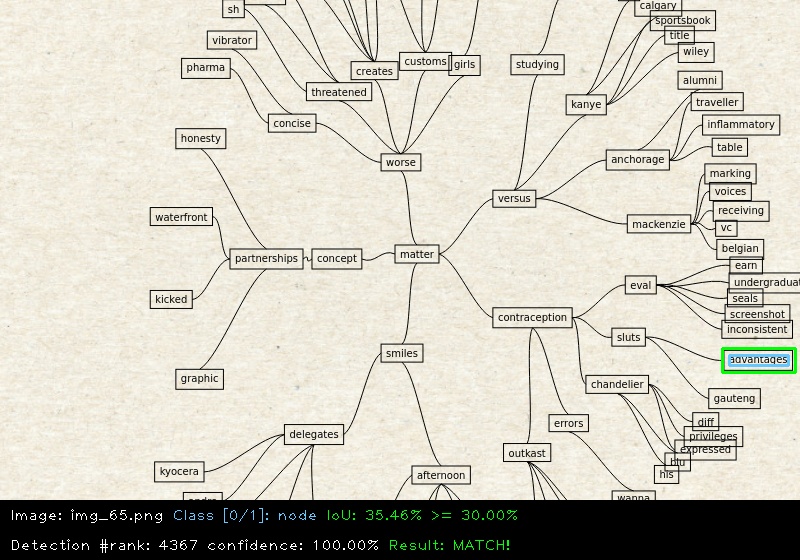 calgary
sh
sportsbook
title
vibrator
wiley
customs
girls
studying
pharma
creates
alumni
threatened
kanye
traveller
concise
inflammatory
honesty
table
anchorage
worse
marking
voices
versus
receiving
waterfront
mackenzie
vc
belgian
matter
partnerships
concept
earn
undergraduat
eval
seals
kicked
screenshot
contraception
inconsistent
sluts
smiles
advantages
graphic
chandelier
gauteng
diff
errors
delegates
privileges
expressed
outkast
blu
kyocera
his
afternoon
wanna
Image: img_65.png Class [0/1]: node IoU: 35.46% >= 30.00%
Detection #rank: 4367 confidence: 100.00% Result: MATCH!